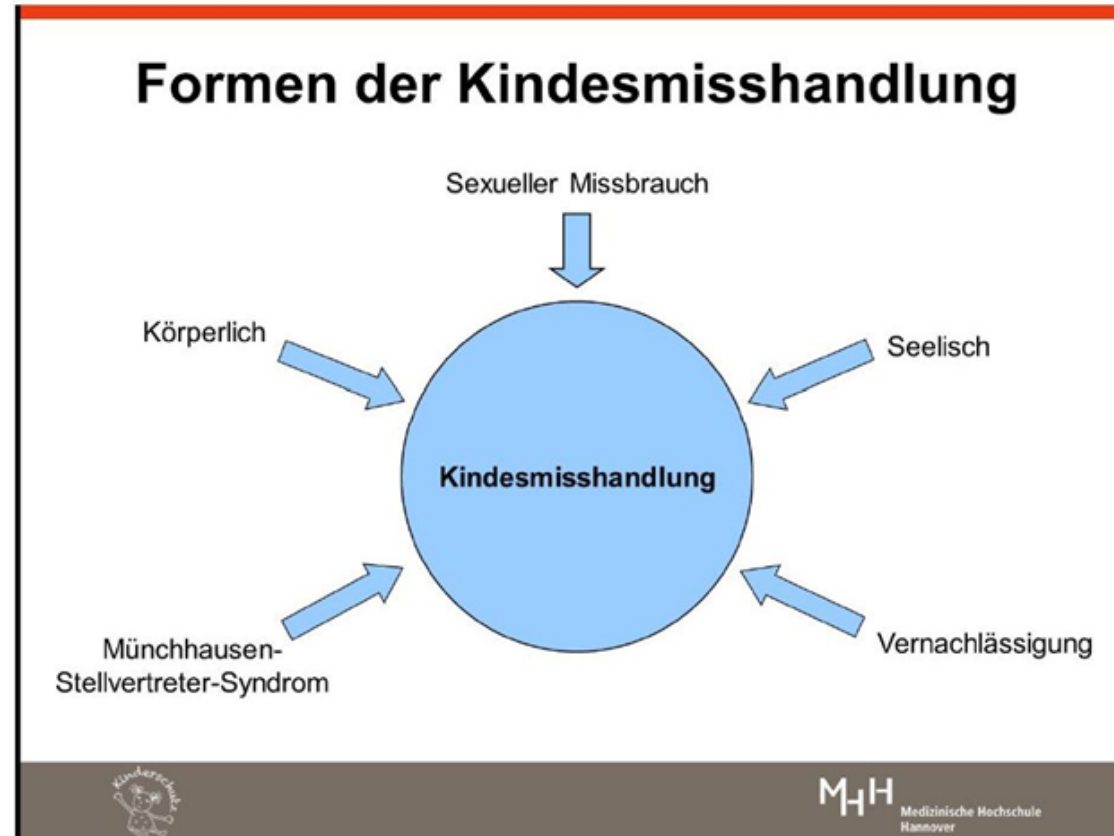 Formen der Kindesmisshandlung
Sexueller Missbrauch
Körperlich
Seelisch
Kindesmisshandlung
Münchhausen-
Stellvertreter-Syndrom
Vernachlässigung
Kinderschutz
MHH
Medizinische Hochschule
Hannover